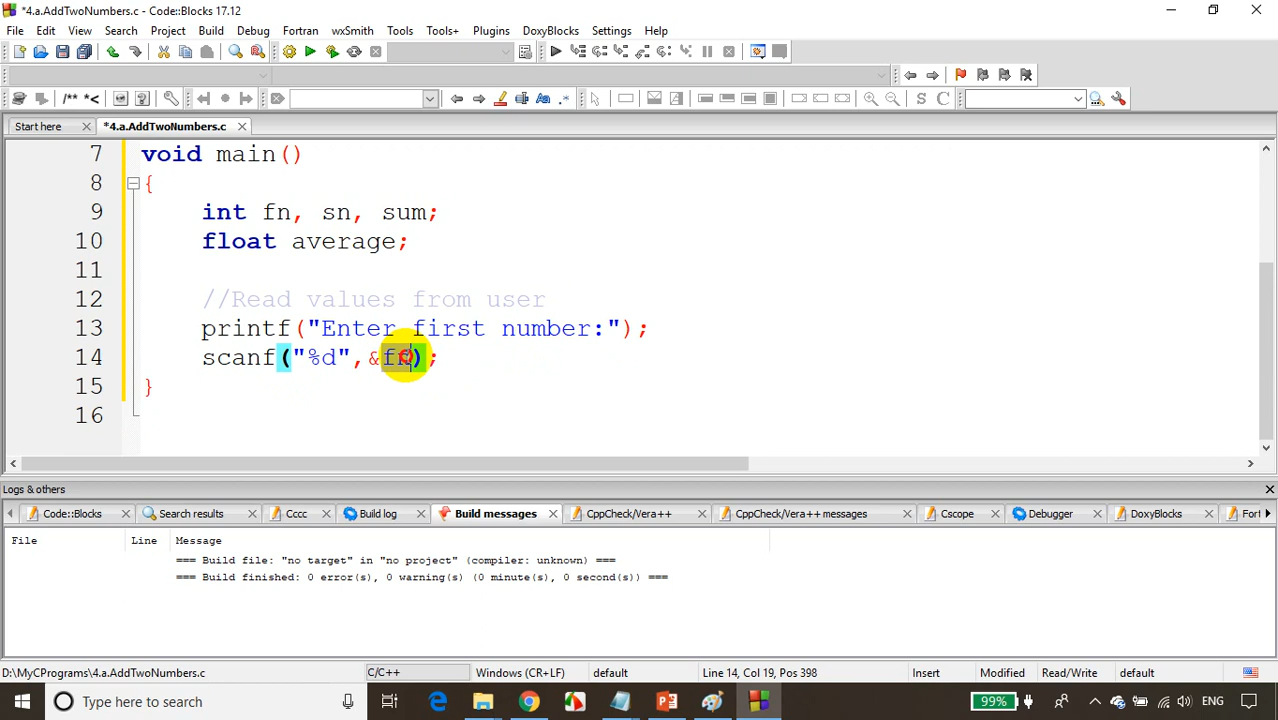 *4.a.AddTwoNumbers.c - Code::Blocks 17.12
File Edit View Search Project Build Debug Fortran wxSmith Tools Tools+ Plugins DoxyBlocks Settings Help
/** *<
S C
Start here *4.a.AddTwoNumbers.c
7 void main()
8 {
9 int fn, sn, sum;
10 float average;
11
12 //Read values from user
13 printf("Enter first number:");
14 scanf("%d",&fn);
15 }
16
Logs & others
Code::Blocks Search results Cccc Build log Build messages CppCheck/Vera++ CppCheck/Vera++ messages Cscope Debugger DoxyBlocks Fort
File Line Message
=== Build file: "no target" in "no project" (compiler: unknown) ===
=== Build finished: 0 error(s), 0 warning(s) (0 minute(s), 0 second(s)) ===
D:\MyCPrograms\4.a.AddTwoNumbers.c C/C++ Windows (CR+LF) default Line 14, Col 19, Pos 398 Insert Modified Read/Write default
Type here to search 99% ENG